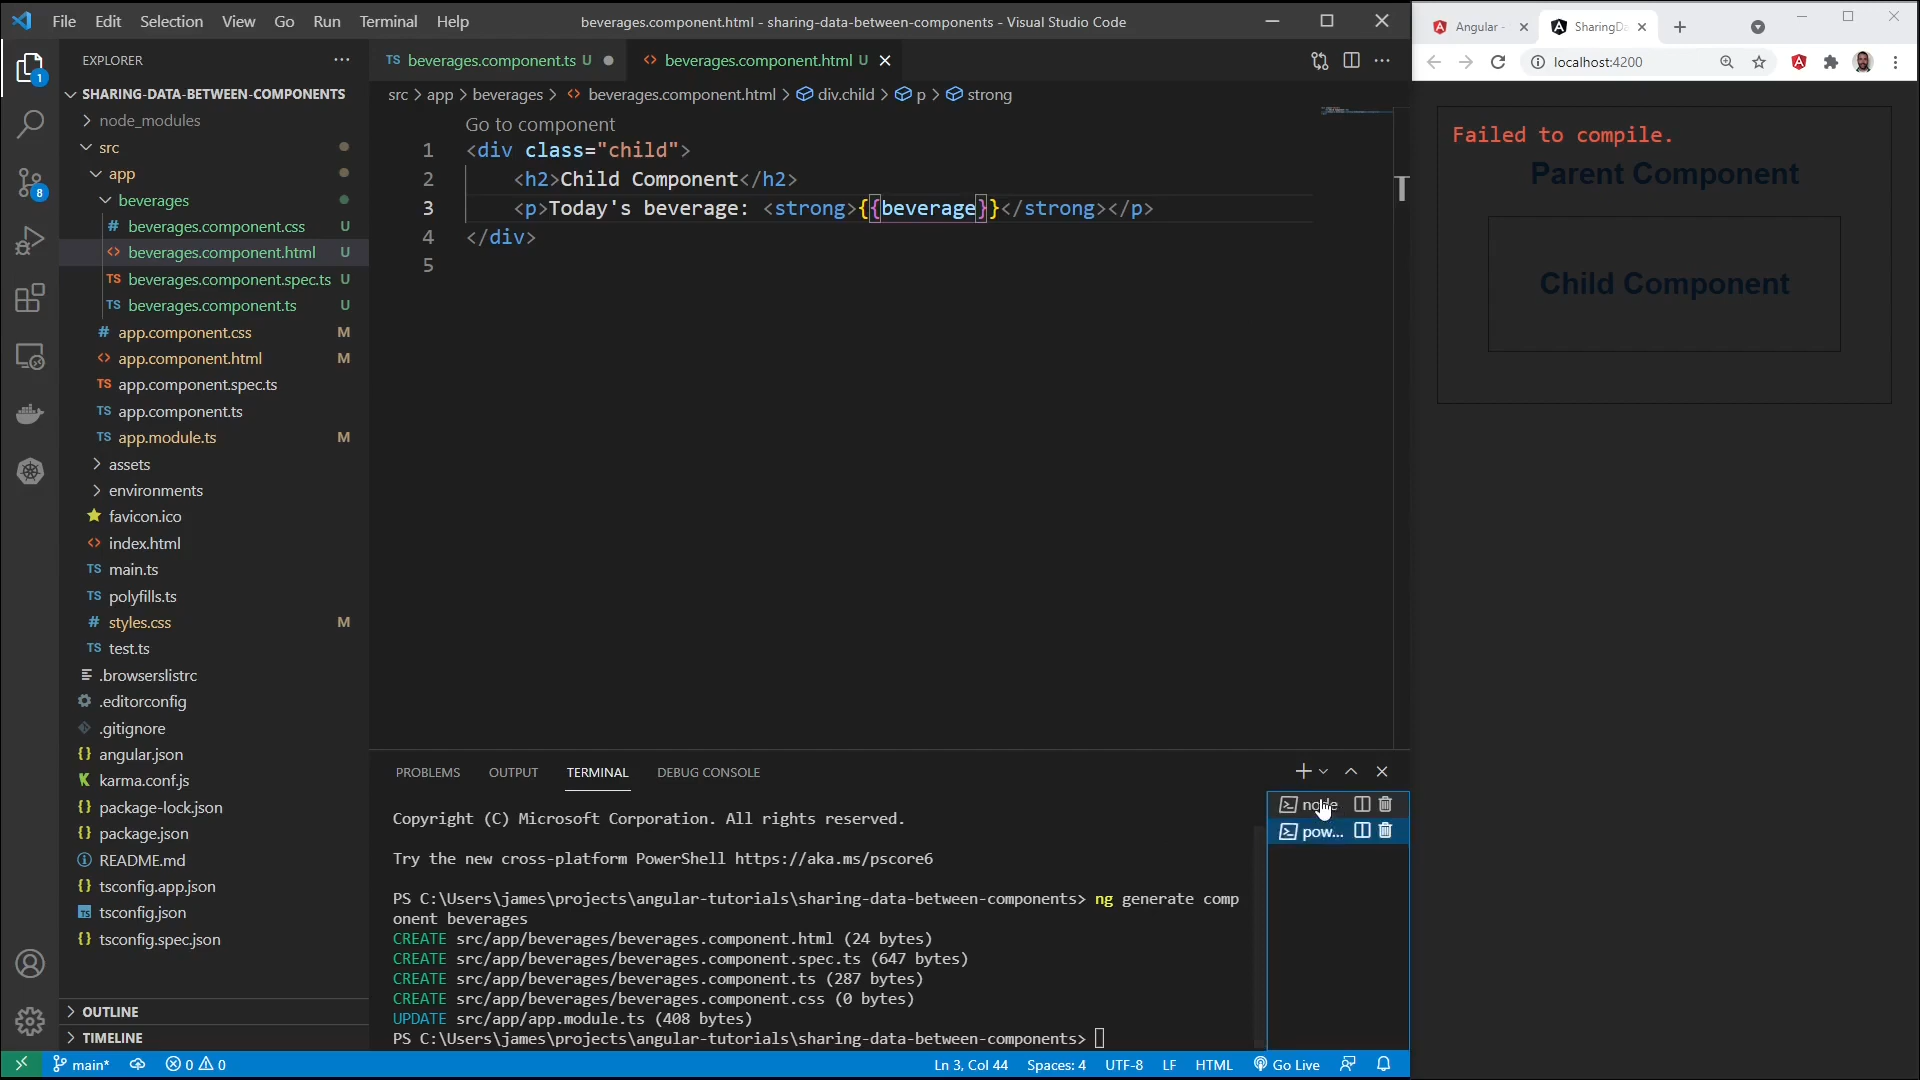 File Edit Selection View Go Run Terminal Help
beverages.component.html - sharing-data-between-components - Visual Studio Code
EXPLORER
SHARING-DATA-BETWEEN-COMPONENTS
node_modules
src
app
beverages
beverages.component.css U
beverages.component.html U
beverages.component.spec.ts U
beverages.component.ts U
app.component.css M
app.component.html M
app.component.spec.ts
app.component.ts
app.module.ts M
assets
environments
favicon.ico
index.html
main.ts
polyfills.ts
styles.css M
test.ts
.browserslistrc
.editorconfig
.gitignore
angular.json
karma.conf.js
package-lock.json
package.json
README.md
tsconfig.app.json
tsconfig.json
tsconfig.spec.json
OUTLINE
TIMELINE
1
8
TS beverages.component.ts U
<> beverages.component.html U
src > app > beverages > <> beverages.component.html > div.child > p > strong
Go to component
1 <div class="child">
2 <h2>Child Component</h2>
3 <p>Today's beverage: <strong>{{beverage}}</strong></p>
4 </div>
5
PROBLEMS OUTPUT TERMINAL DEBUG CONSOLE
Copyright (C) Microsoft Corporation. All rights reserved.
Try the new cross-platform PowerShell https://aka.ms/pscore6
PS C:\Users\james\projects\angular-tutorials\sharing-data-between-components> ng generate comp
onent beverages
CREATE src/app/beverages/beverages.component.html (24 bytes)
CREATE src/app/beverages/beverages.component.spec.ts (647 bytes)
CREATE src/app/beverages/beverages.component.ts (287 bytes)
CREATE src/app/beverages/beverages.component.css (0 bytes)
UPDATE src/app/app.module.ts (408 bytes)
PS C:\Users\james\projects\angular-tutorials\sharing-data-between-components>
node
pow...
main* 0 0
Ln 3, Col 44 Spaces: 4 UTF-8 LF HTML Go Live
Angular - SharingDa
localhost:4200
Failed to compile.
Parent Component
Child Component